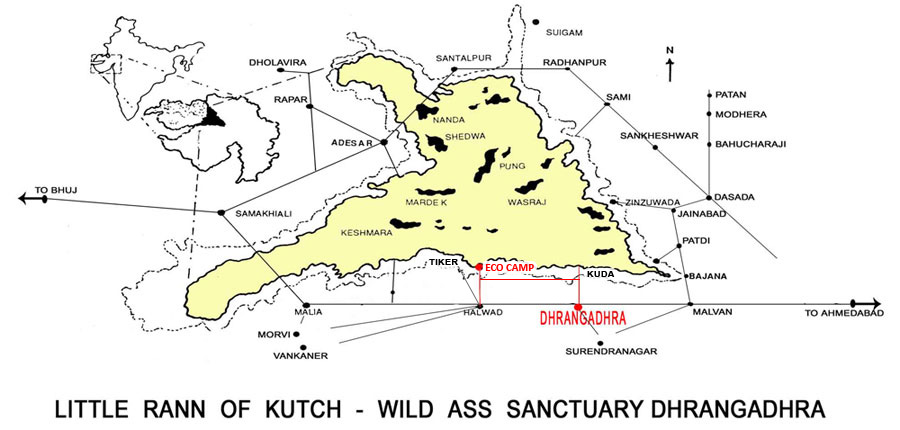 SUIGAM
SANTALPUR
RADHANPUR
DHOLAVIRA
N
RAPAR
SAMI
PATAN
MODHERA
NANDA
SHEDWA
ADESAR
SANKHESHWAR
BAHUCHARAJI
PUNG
TO BHUJ
MARDE K
WASRAJ
ZINZUWADA
DASADA
SAMAKHIALI
JAINABAD
KESHMARA
PATDI
TIKER
ECO CAMP
KUDA
BAJANA
MALIA
HALWAD
DHRANGADHRA
MALVAN
TO AHMEDABAD
MORVI
VANKANER
SURENDRANAGAR
LITTLE RANN OF KUTCH - WILD ASS SANCTUARY DHRANGADHRA